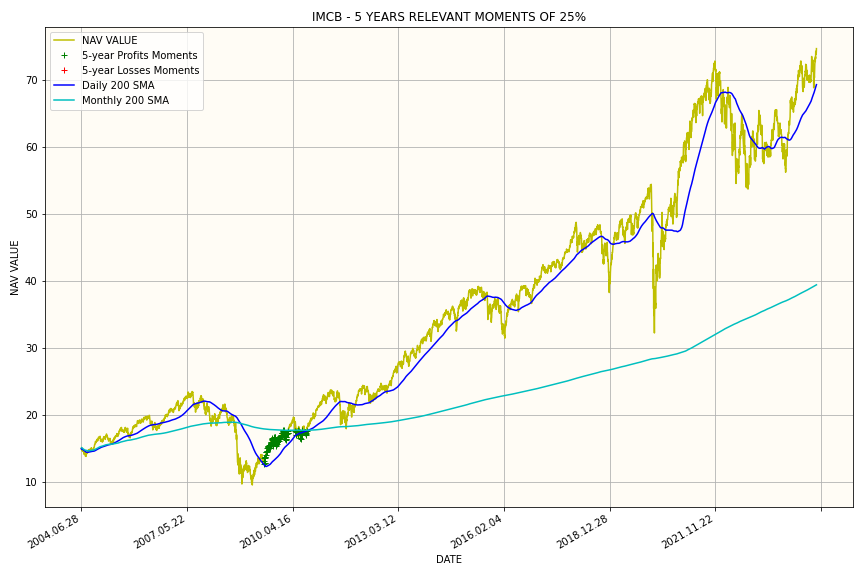 IMCB - 5 YEARS RELEVANT MOMENTS OF 25%
NAV VALUE
5-year Profits Moments
5-year Losses Moments
Daily 200 SMA
Monthly 200 SMA
NAV VALUE
70
60
50
40
30
20
10
2004.06.28
2007.05.22
2010.04.16
2013.03.12
2016.02.04
2018.12.28
2021.11.22
DATE